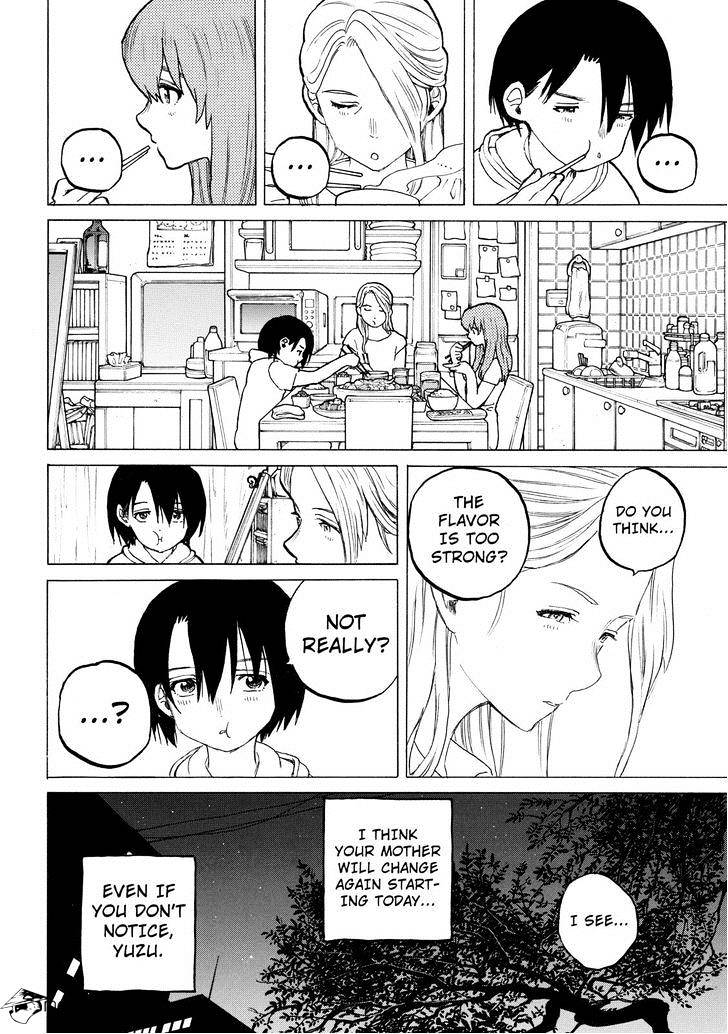 ...
...
...
DO YOU
THINK...
THE
FLAVOR
IS TOO
STRONG?
NOT
REALLY?
...?
I SEE...
I THINK
YOUR MOTHER
WILL CHANGE
AGAIN START-
ING TODAY...
EVEN IF
YOU DON'T
NOTICE,
YUZU.